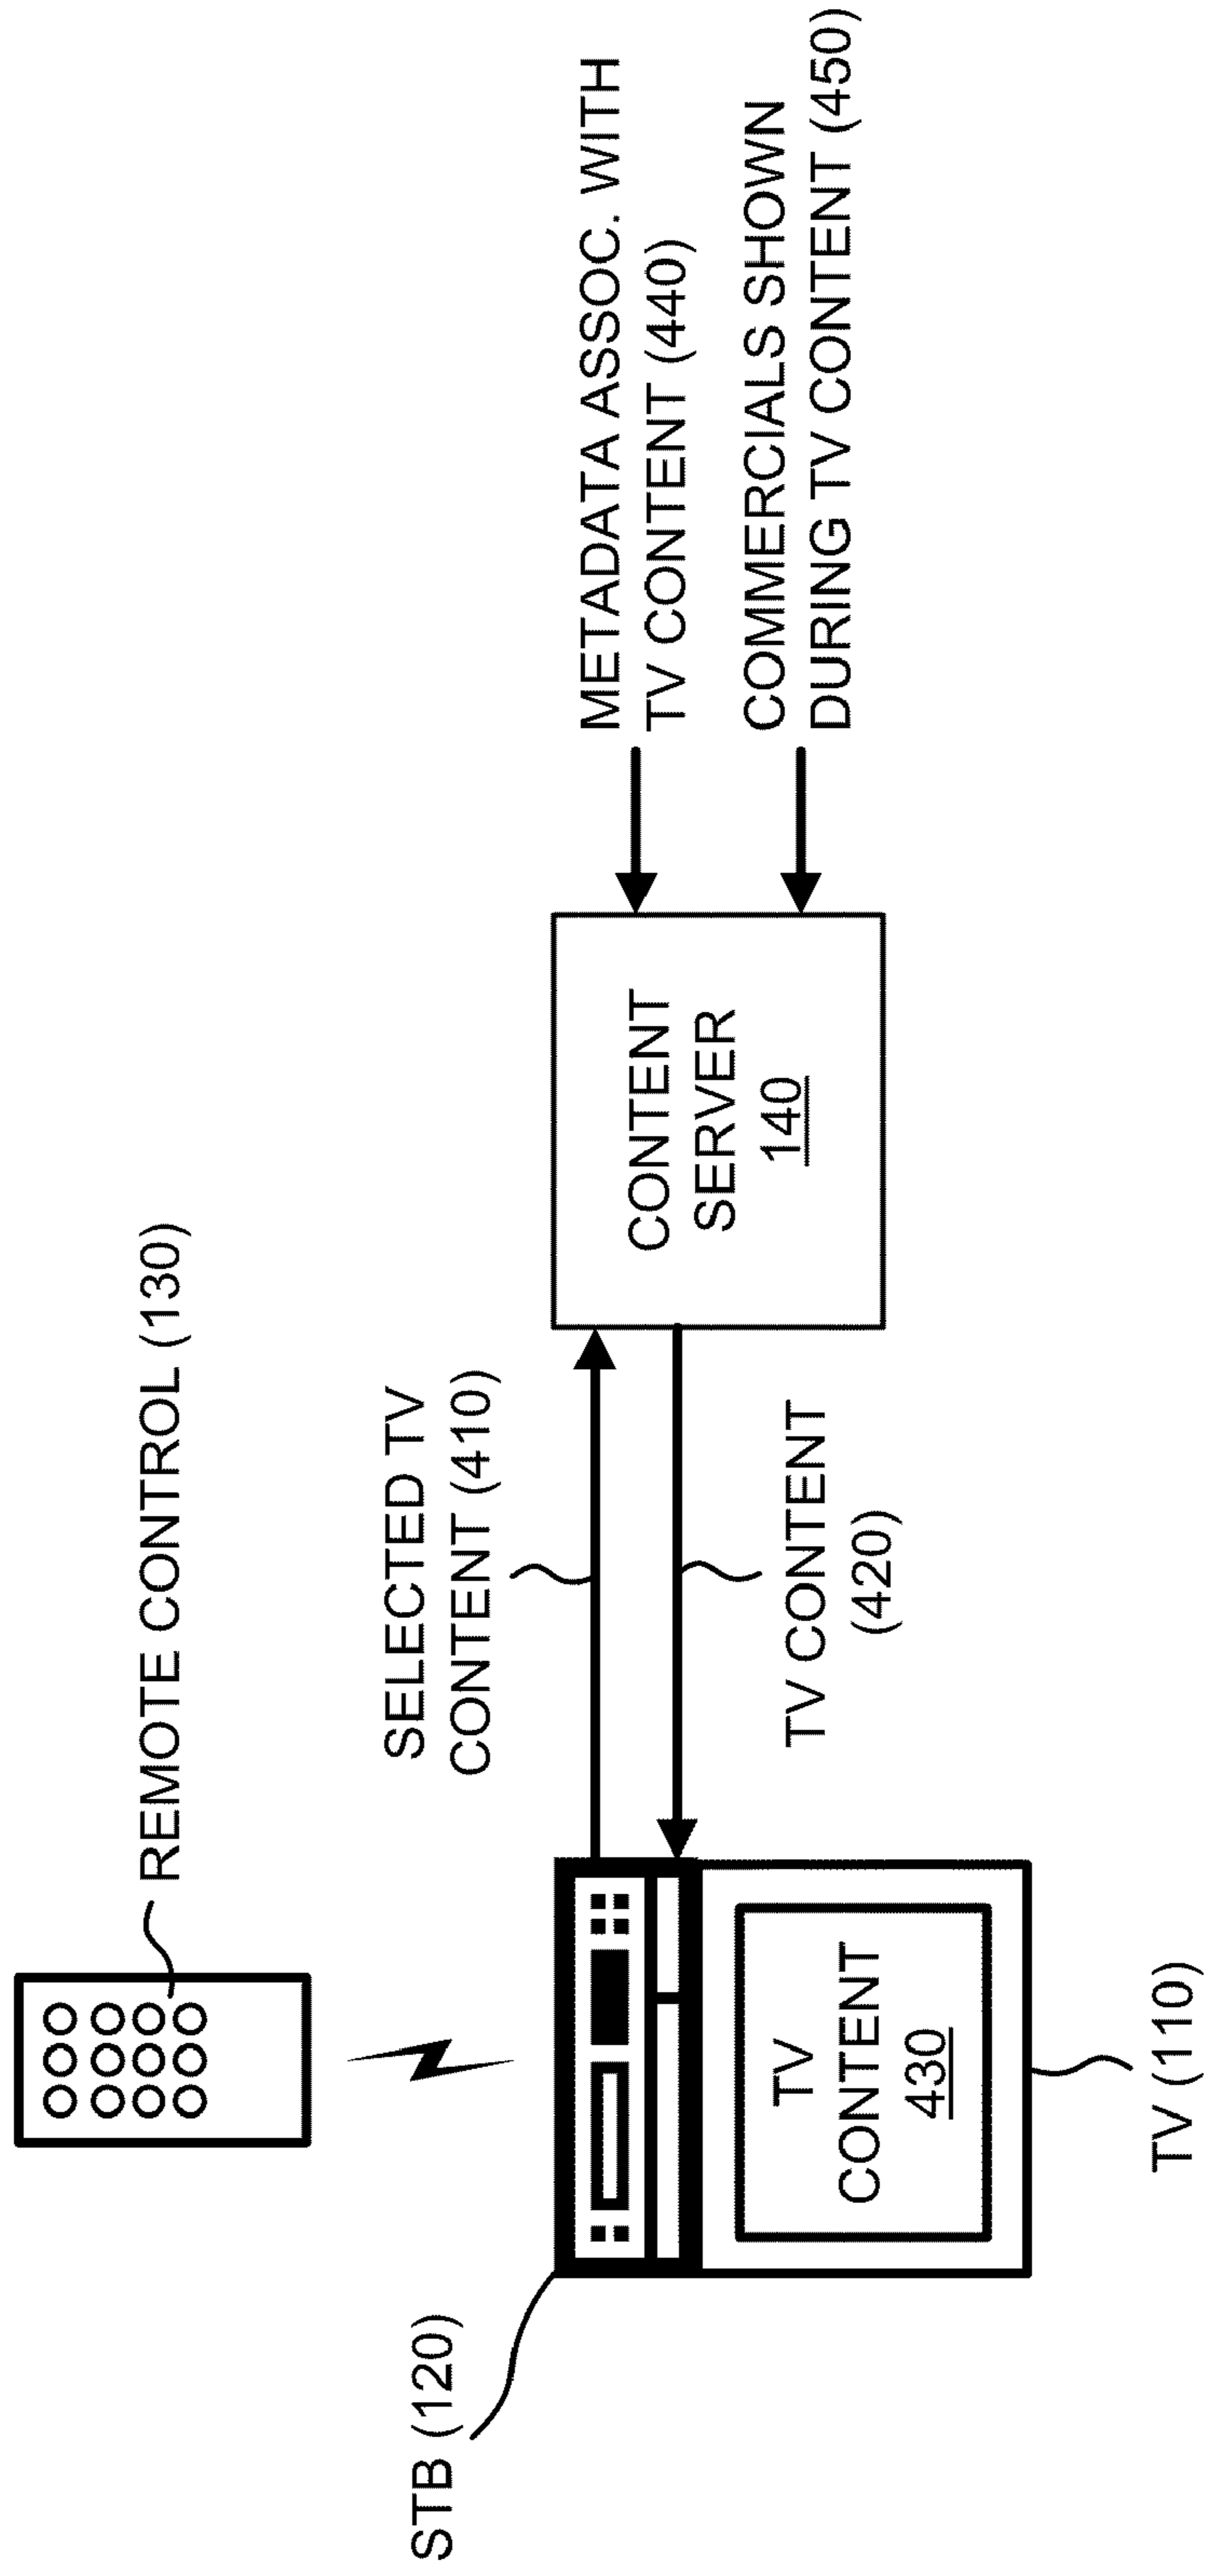 REMOTE CONTROL (130)
STB (120)
SELECTED TV
CONTENT (410)
METADATA ASSOC. WITH
TV CONTENT (440)
CONTENT
SERVER
140
COMMERCIALS SHOWN
DURING TV CONTENT (450)
TV CONTENT
(420)
TV
CONTENT
430
TV (110)